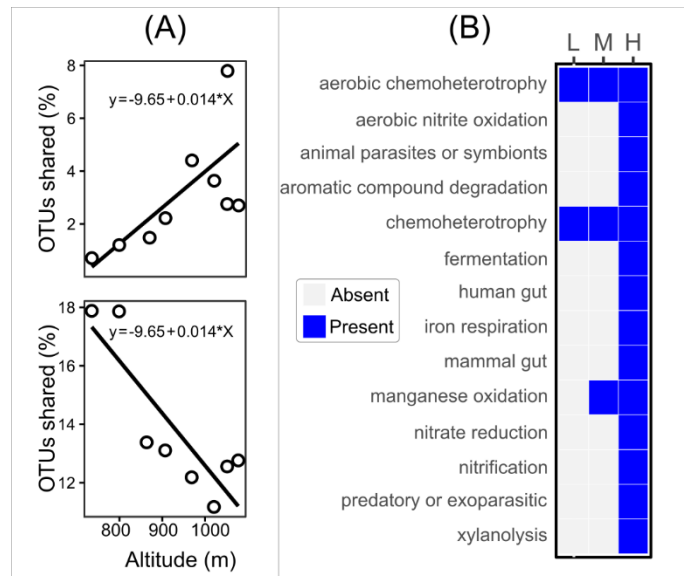 (A)
OTUs shared (%)
8
6
4
2
y=-9.65+0.014*X
OTUs shared (%)
18
16
14
12
y=-9.65+0.014*X
800 900 1000
Altitude (m)
(B)
L M H
aerobic chemoheterotrophy
aerobic nitrite oxidation
animal parasites or symbionts
aromatic compound degradation
chemoheterotrophy
fermentation
human gut
iron respiration
mammal gut
manganese oxidation
nitrate reduction
nitrification
predatory or exoparasitic
xylanolysis
Absent
Present